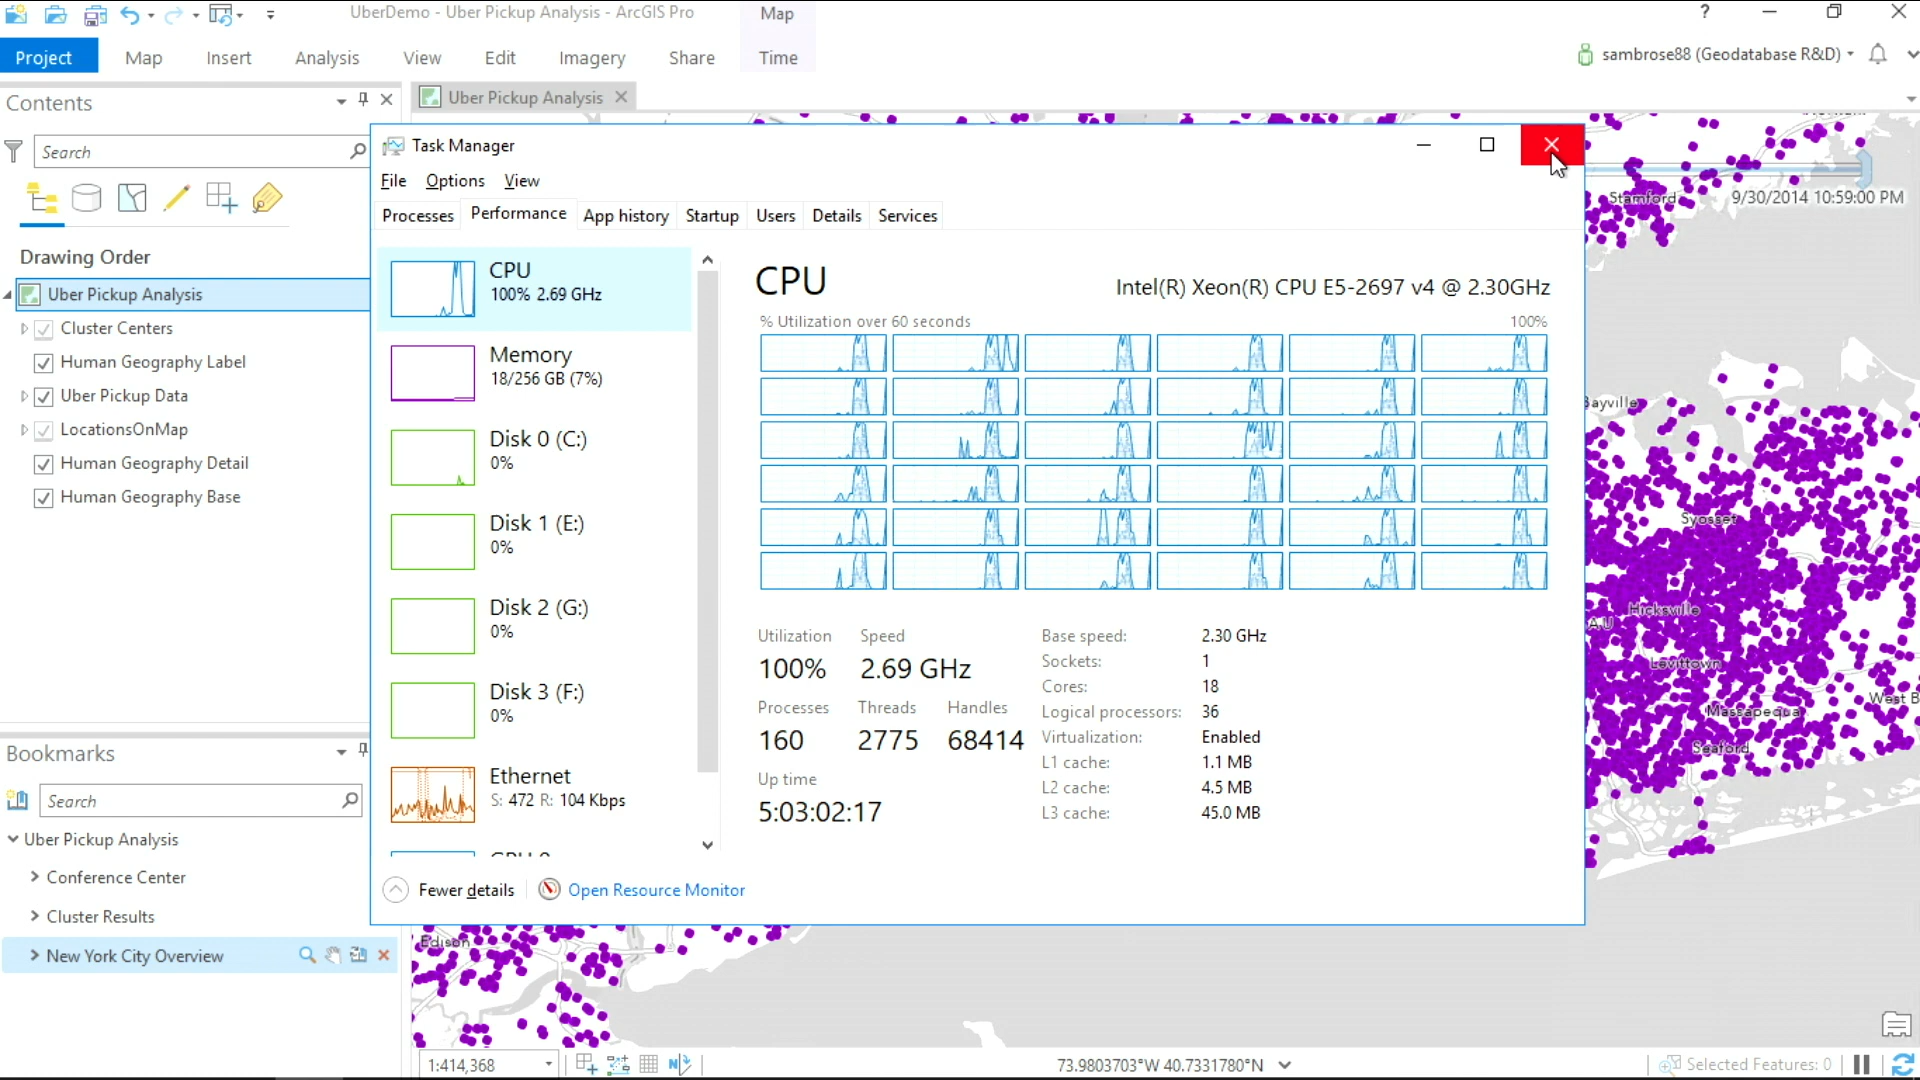 UberDemo - Uber Pickup Analysis - ArcGIS Pro
Map
?
Project
Map
Insert
Analysis
View
Edit
Imagery
Share
Time
sambrose88 (Geodatabase R&D)
Contents
Uber Pickup Analysis
Search
Drawing Order
Uber Pickup Analysis
Cluster Centers
Human Geography Label
Uber Pickup Data
LocationsOnMap
Human Geography Detail
Human Geography Base
Bookmarks
Search
Uber Pickup Analysis
Conference Center
Cluster Results
New York City Overview
Task Manager
File Options View
Processes Performance App history Startup Users Details Services
CPU
100% 2.69 GHz
Memory
18/256 GB (7%)
Disk 0 (C:)
0%
Disk 1 (E:)
0%
Disk 2 (G:)
0%
Disk 3 (F:)
0%
Ethernet
S: 472 R: 104 Kbps
CPU
Intel(R) Xeon(R) CPU E5-2697 v4 @ 2.30GHz
% Utilization over 60 seconds
100%
Utilization Speed
100% 2.69 GHz
Processes Threads Handles
160 2775 68414
Up time
5:03:02:17
Base speed: 2.30 GHz
Sockets: 1
Cores: 18
Logical processors: 36
Virtualization: Enabled
L1 cache: 1.1 MB
L2 cache: 4.5 MB
L3 cache: 45.0 MB
Fewer details
Open Resource Monitor
Stamford
9/30/2014 10:59:00 PM
Bayville
Syosset
Hicksville
A U
Levittown
West B
Massapequa
Seaford
Edison
1:414,368
73.9803703°W 40.7331780°N
Selected Features: 0